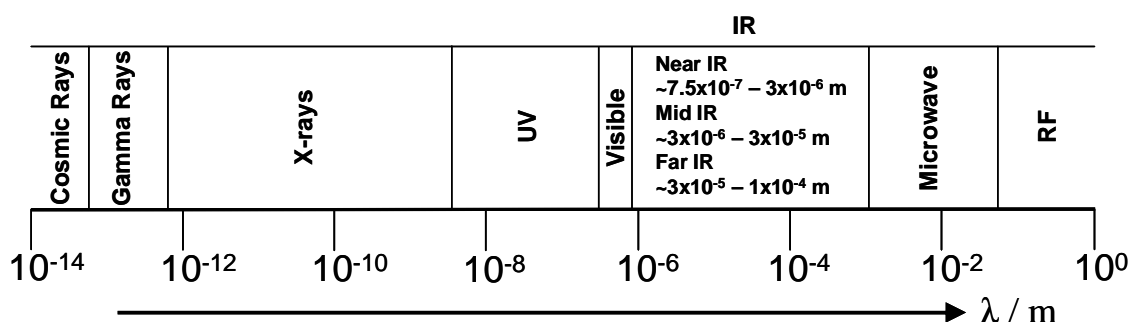 IR
Cosmic Rays
Gamma Rays
X-rays
UV
Visible
Near IR
~7.5x10⁻⁷ – 3x10⁻⁶ m
Mid IR
~3x10⁻⁶ – 3x10⁻⁵ m
Far IR
~3x10⁻⁵ – 1x10⁻⁴ m
Microwave
RF
10⁻¹⁴ 10⁻¹² 10⁻¹⁰ 10⁻⁸ 10⁻⁶ 10⁻⁴ 10⁻² 10⁰
λ / m